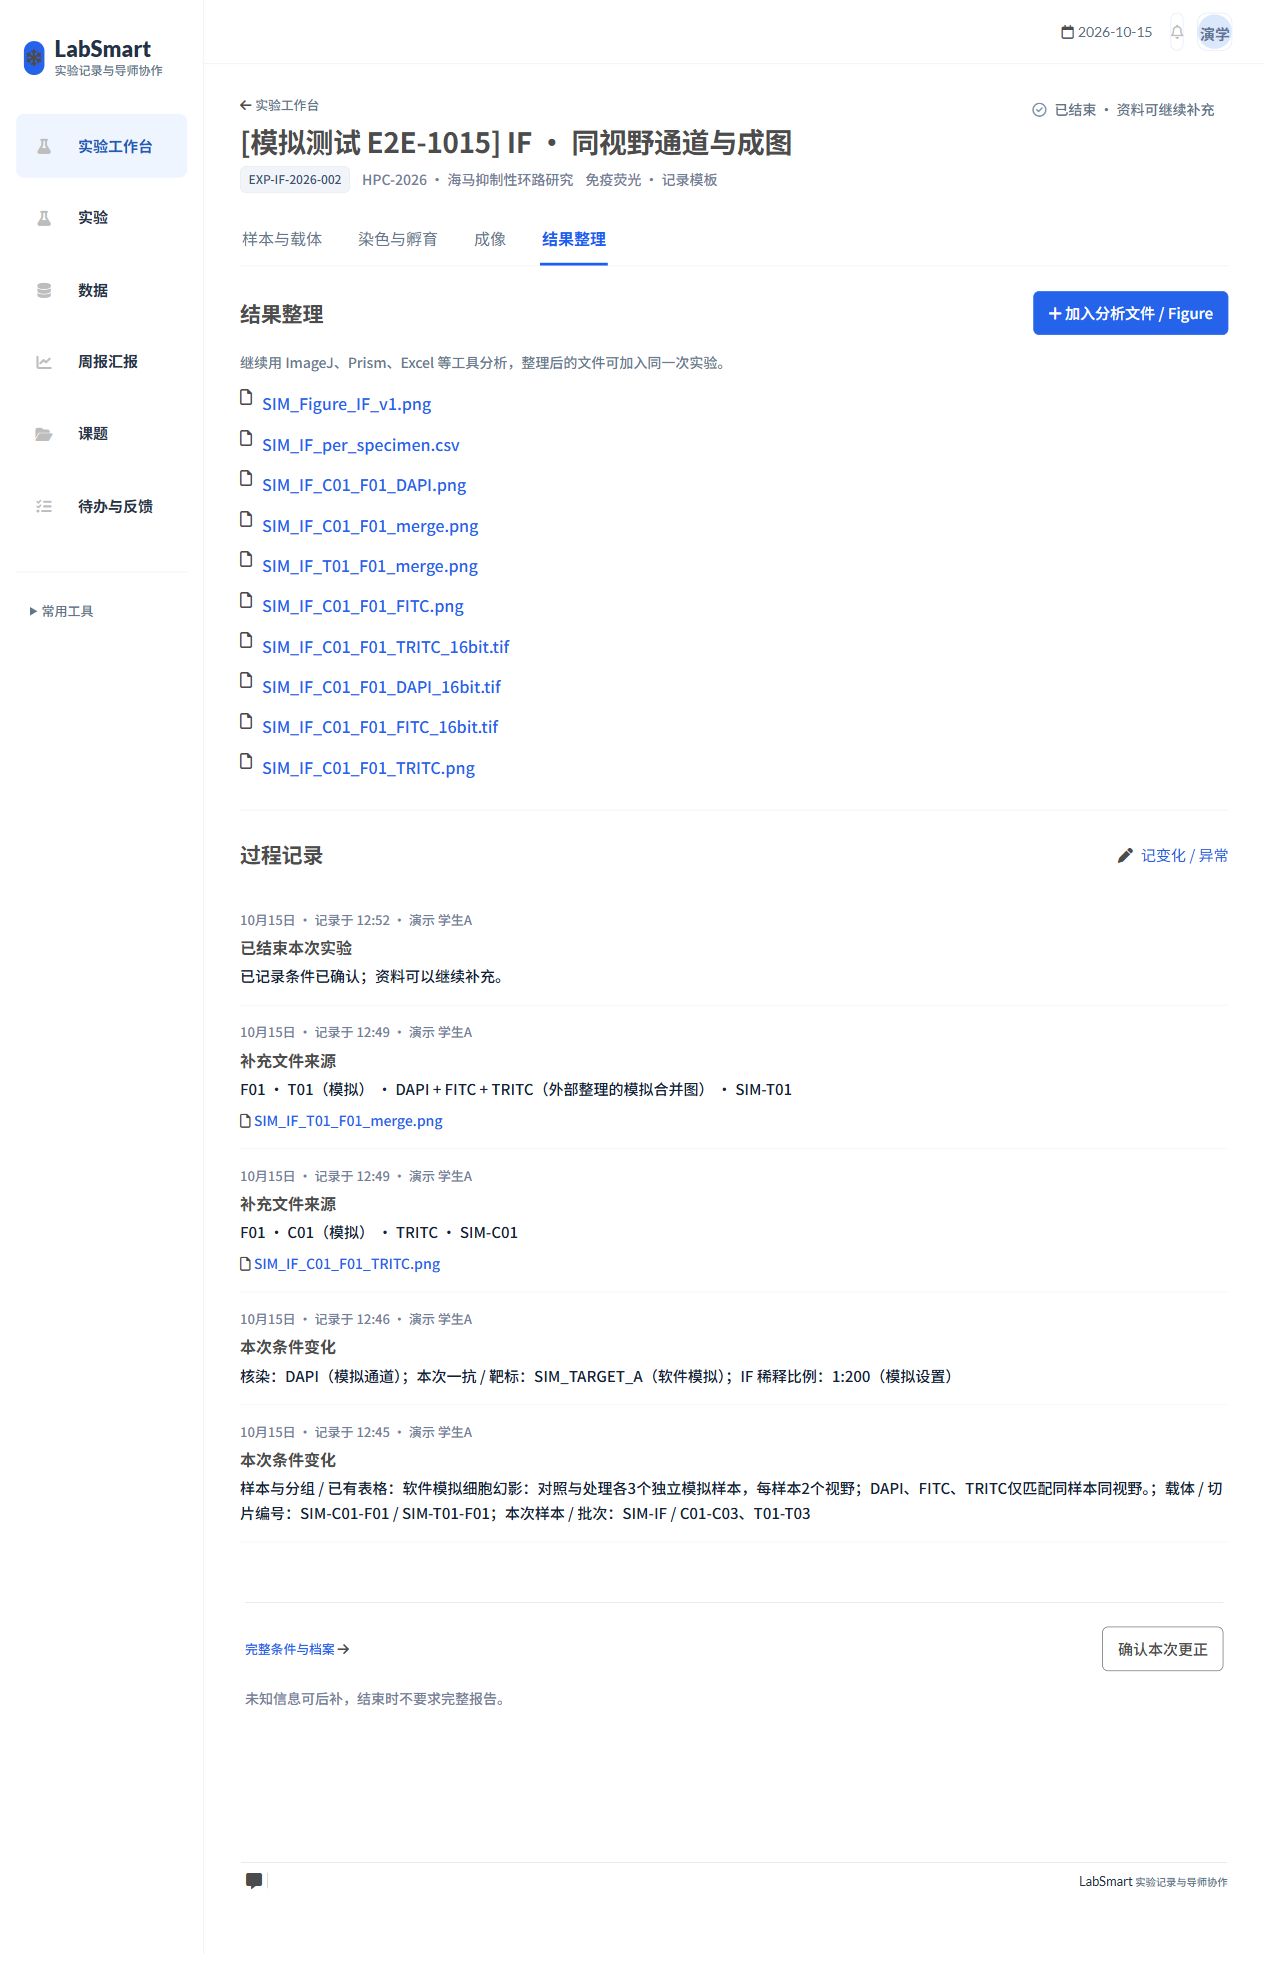 LabSmart
实验记录与导师协作
实验工作台
实验
数据
周报汇报
课题
待办与反馈
常用工具
2026-10-15
演学
实验工作台
已结束 · 资料可继续补充
[模拟测试 E2E-1015] IF · 同视野通道与成图
EXP-IF-2026-002 HPC-2026 · 海马抑制性环路研究 免疫荧光 · 记录模板
样本与载体 染色与孵育 成像 结果整理
结果整理
+ 加入分析文件 / Figure
继续用 ImageJ、Prism、Excel 等工具分析，整理后的文件可加入同一次实验。
SIM_Figure_IF_v1.png
SIM_IF_per_specimen.csv
SIM_IF_C01_F01_DAPI.png
SIM_IF_C01_F01_merge.png
SIM_IF_T01_F01_merge.png
SIM_IF_C01_F01_FITC.png
SIM_IF_C01_F01_TRITC_16bit.tif
SIM_IF_C01_F01_DAPI_16bit.tif
SIM_IF_C01_F01_FITC_16bit.tif
SIM_IF_C01_F01_TRITC.png
过程记录
记变化 / 异常
10月15日 · 记录于 12:52 · 演示 学生A
已结束本次实验
已记录条件已确认；资料可以继续补充。
10月15日 · 记录于 12:49 · 演示 学生A
补充文件来源
F01 · T01（模拟） · DAPI + FITC + TRITC（外部整理的模拟合并图） · SIM-T01
SIM_IF_T01_F01_merge.png
10月15日 · 记录于 12:49 · 演示 学生A
补充文件来源
F01 · C01（模拟） · TRITC · SIM-C01
SIM_IF_C01_F01_TRITC.png
10月15日 · 记录于 12:46 · 演示 学生A
本次条件变化
核染：DAPI（模拟通道）；本次一抗 / 靶标：SIM_TARGET_A（软件模拟）；IF 稀释比例：1:200（模拟设置）
10月15日 · 记录于 12:45 · 演示 学生A
本次条件变化
样本与分组 / 已有表格：软件模拟细胞幻影：对照与处理各3个独立模拟样本，每样本2个视野；DAPI、FITC、TRITC仅匹配同样本同视野。；载体 / 切
片编号：SIM-C01-F01 / SIM-T01-F01；本次样本 / 批次：SIM-IF / C01-C03、T01-T03
完整条件与档案
确认本次更正
未知信息可后补，结束时不要求完整报告。
LabSmart 实验记录与导师协作